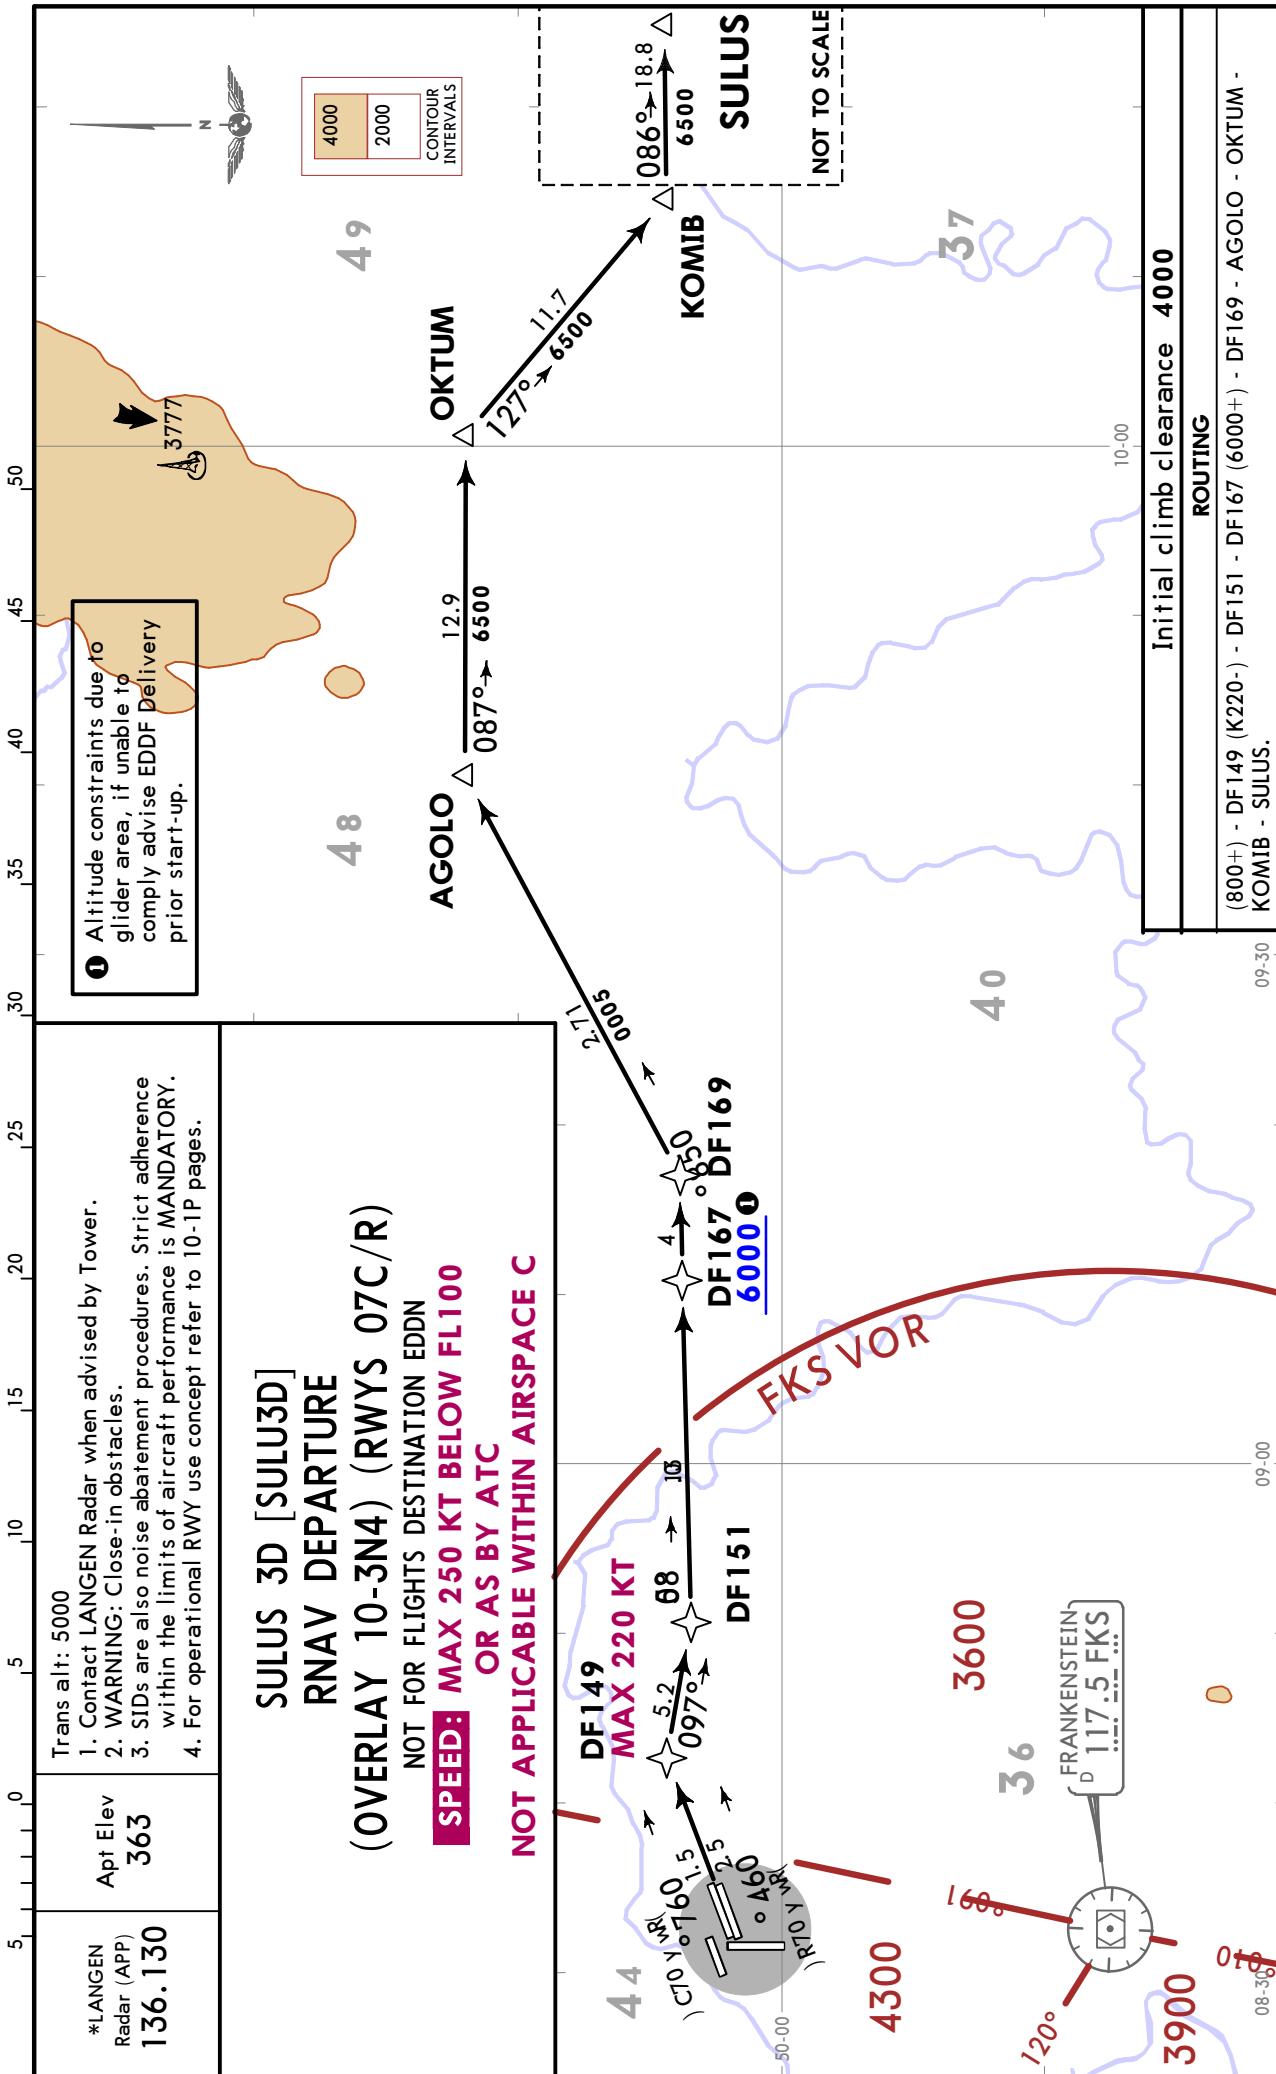 *LANGEN
Radar (APP)
136.130
Apt Elev
363
Trans alt: 5000
1. Contact LANGEN Radar when advised by Tower.
2. WARNING: Close-in obstacles.
3. SIDs are also noise abatement procedures. Strict adherence
within the limits of aircraft performance is MANDATORY.
4. For operational RWY use concept refer to 10-1P pages.
5 0 5 10 15 20 25 30 35 40 45 50
SULUS 3D [SULU3D]
RNAV DEPARTURE
(OVERLAY 10-3N4) (RWYS 07C/R)
NOT FOR FLIGHTS DESTINATION EDDN
SPEED: MAX 250 KT BELOW FL100
OR AS BY ATC
NOT APPLICABLE WITHIN AIRSPACE C
❶ Altitude constraints due to
glider area, if unable to
comply advise EDDF Delivery
prior start-up.
3777
N
4000
2000
CONTOUR
INTERVALS
49
48
44
40
37
36
DF149
MAX 220 KT
1.5
2.5
5.2
097°
DF151
DF167
6000 ❶
4
DF169
AGOLO
12.9
087°
6500
OKTUM
11.7
127°
6500
KOMIB
086°
18.8
6500
SULUS
NOT TO SCALE
FKS VOR
FRANKENSTEIN
D 117.5 FKS
3600
4300
3900
120°
50-00
08-30
09-00
09-30
10-00
Initial climb clearance 4000
ROUTING
(800+) - DF149 (K220-) - DF151 - DF167 (6000+) - DF169 - AGOLO - OKTUM -
KOMIB - SULUS.